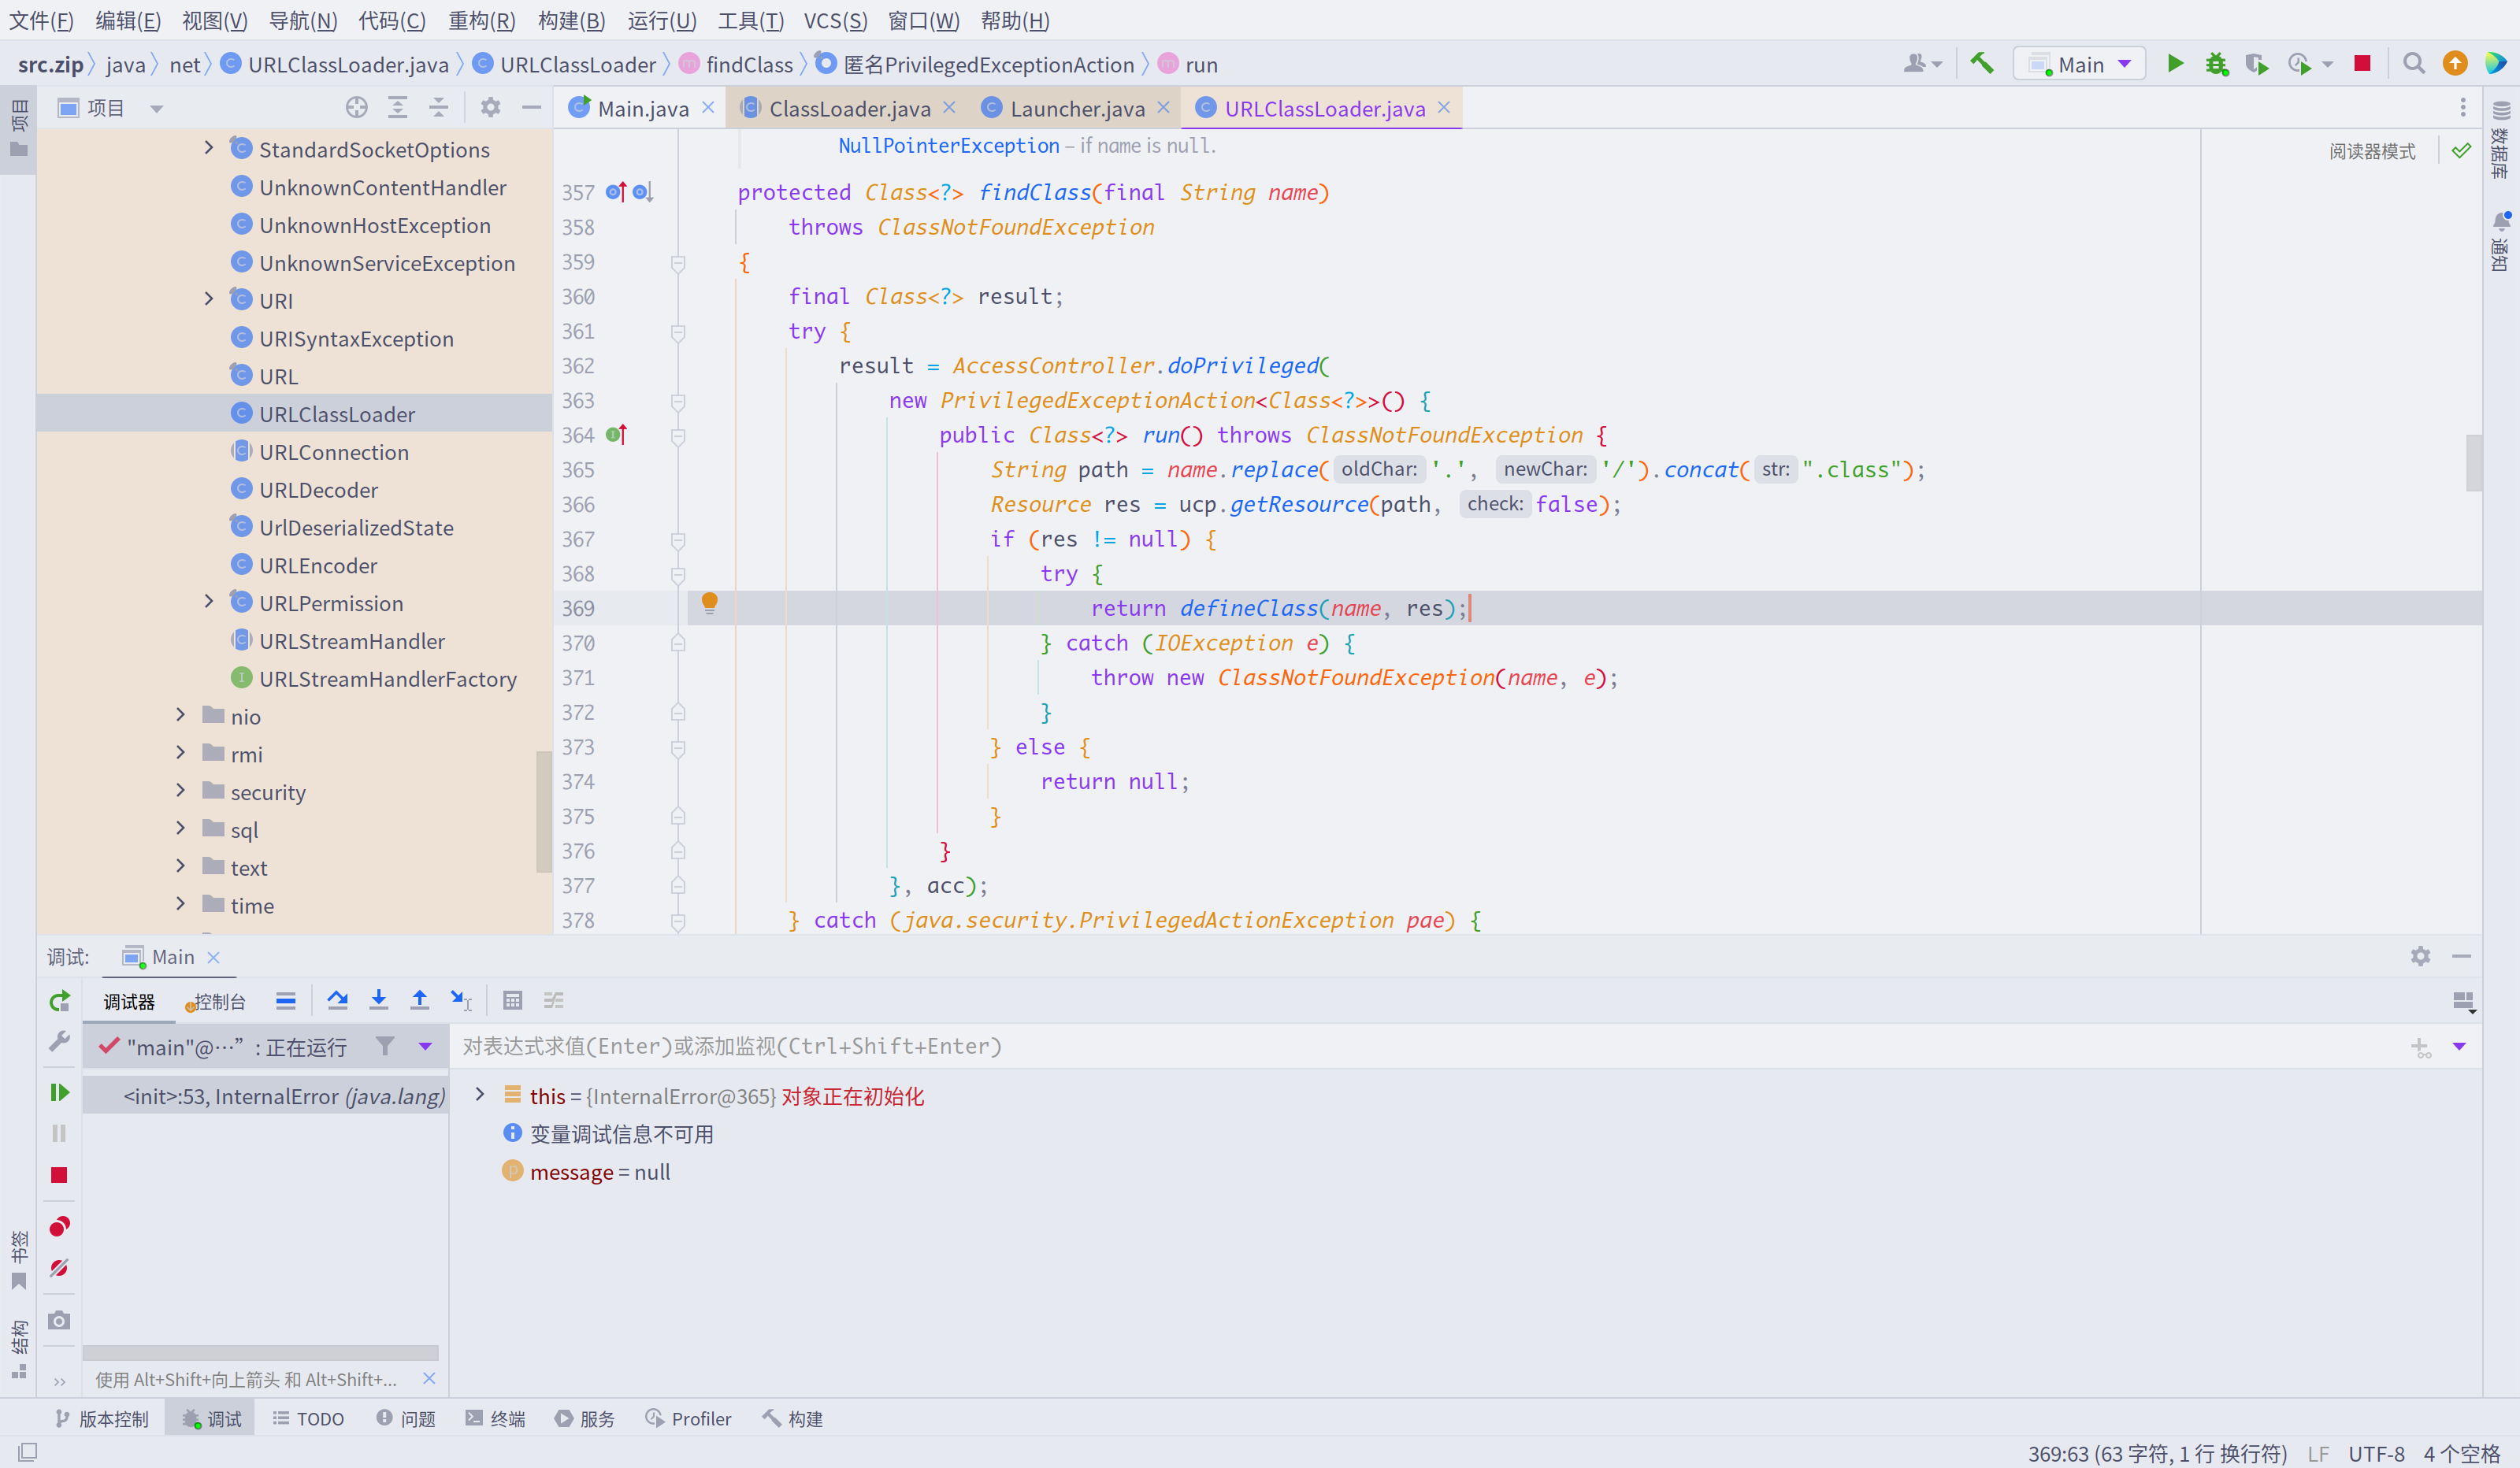 文件(F) 编辑(E) 视图(V) 导航(N) 代码(C) 重构(R) 构建(B) 运行(U) 工具(T) VCS(S) 窗口(W) 帮助(H)
src.zip java net URLClassLoader.java URLClassLoader findClass 匿名PrivilegedExceptionAction run
Main
项目
项目
StandardSocketOptions
UnknownContentHandler
UnknownHostException
UnknownServiceException
URI
URISyntaxException
URL
URLClassLoader
URLConnection
URLDecoder
UrlDeserializedState
URLEncoder
URLPermission
URLStreamHandler
URLStreamHandlerFactory
nio
rmi
security
sql
text
time
Main.java ClassLoader.java Launcher.java URLClassLoader.java
NullPointerException – if name is null.
阅读器模式
357 protected Class<?> findClass(final String name)
358 throws ClassNotFoundException
359 {
360 final Class<?> result;
361 try {
362 result = AccessController.doPrivileged(
363 new PrivilegedExceptionAction<Class<?>>() {
364 public Class<?> run() throws ClassNotFoundException {
365 String path = name.replace( oldChar: '.', newChar: '/').concat( str: ".class");
366 Resource res = ucp.getResource(path, check: false);
367 if (res != null) {
368 try {
369 return defineClass(name, res);
370 } catch (IOException e) {
371 throw new ClassNotFoundException(name, e);
372 }
373 } else {
374 return null;
375 }
376 }
377 }, acc);
378 } catch (java.security.PrivilegedActionException pae) {
数据库
通知
调试: Main
调试器 控制台
"main"@⋯” : 正在运行
对表达式求值(Enter)或添加监视(Ctrl+Shift+Enter)
<init>:53, InternalError (java.lang)
this = {InternalError@365} 对象正在初始化
变量调试信息不可用
message = null
书签
结构
使用 Alt+Shift+向上箭头 和 Alt+Shift+...
版本控制 调试 TODO 问题 终端 服务 Profiler 构建
369:63 (63 字符, 1 行 换行符) LF UTF-8 4 个空格